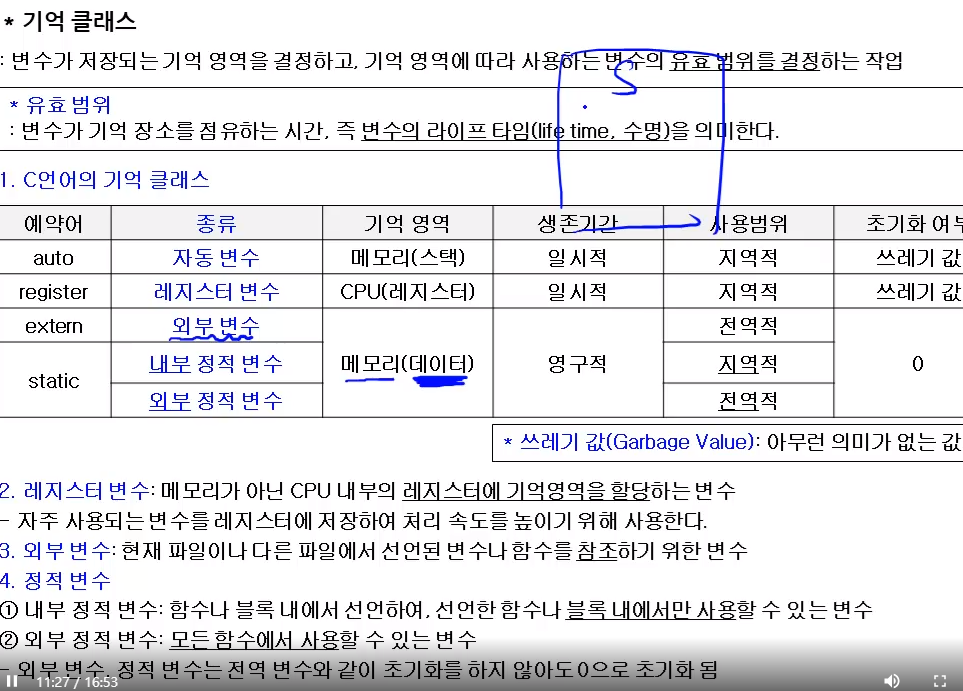 * 기억 클래스
: 변수가 저장되는 기억 영역을 결정하고, 기억 영역에 따라 사용하는 변수의 유효 범위를 결정하는 작업
S
* 유효 범위
: 변수가 기억 장소를 점유하는 시간, 즉 변수의 라이프 타임(life time, 수명)을 의미한다.
1. C언어의 기억 클래스
예약어 종류 기억 영역 생존기간 사용범위 초기화 여부
auto 자동 변수 메모리(스택) 일시적 지역적 쓰레기 값
register 레지스터 변수 CPU(레지스터) 일시적 지역적 쓰레기 값
extern 외부 변수 전역적
내부 정적 변수 메모리(데이터) 영구적 지역적 0
static
외부 정적 변수 전역적
* 쓰레기 값(Garbage Value): 아무런 의미가 없는 값
2. 레지스터 변수: 메모리가 아닌 CPU 내부의 레지스터에 기억영역을 할당하는 변수
- 자주 사용되는 변수를 레지스터에 저장하여 처리 속도를 높이기 위해 사용한다.
3. 외부 변수: 현재 파일이나 다른 파일에서 선언된 변수나 함수를 참조하기 위한 변수
4. 정적 변수
① 내부 정적 변수: 함수나 블록 내에서 선언하여, 선언한 함수나 블록 내에서만 사용할 수 있는 변수
② 외부 정적 변수: 모든 함수에서 사용할 수 있는 변수
- 외부 변수, 정적 변수는 전역 변수와 같이 초기화를 하지 않아도 0으로 초기화 됨
11:27 / 16:53